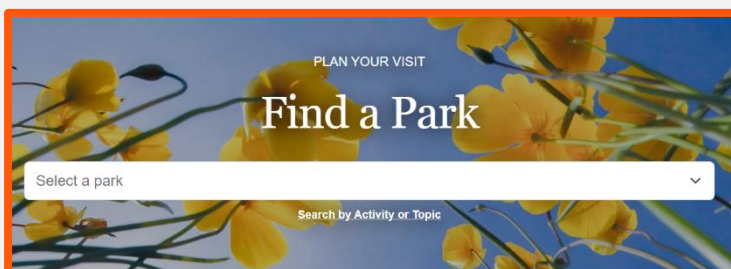 PLAN YOUR VISIT
Find a Park
Select a park
Search by Activity or Topic